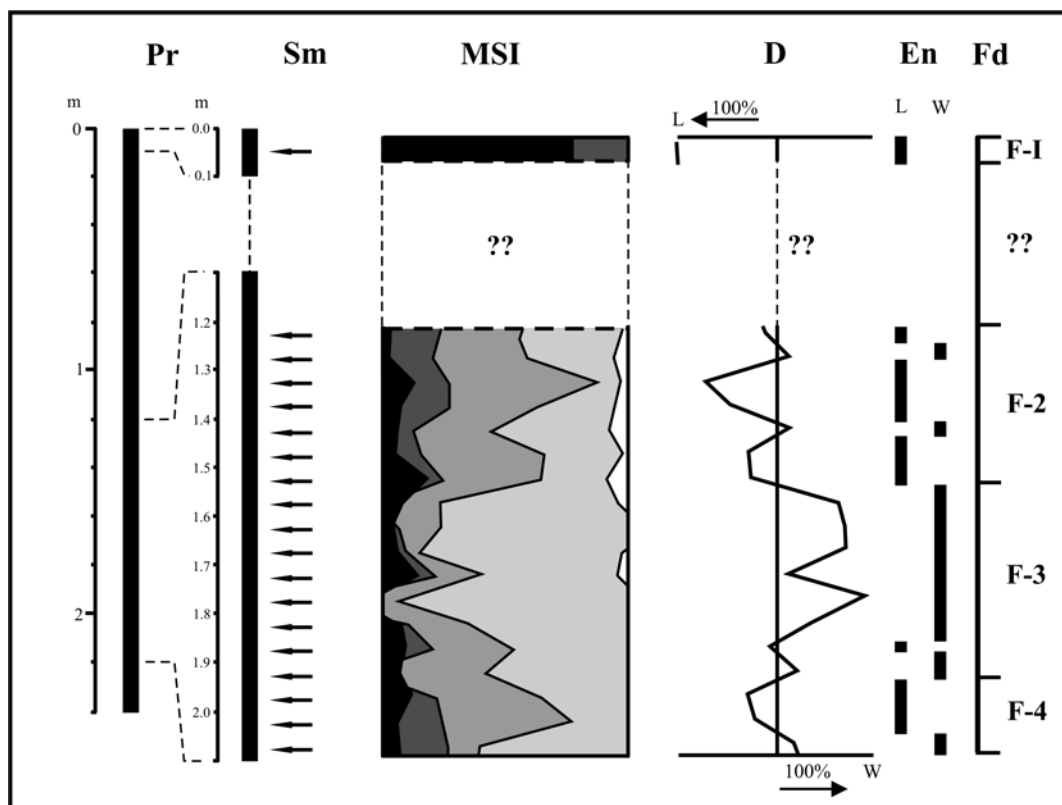 Pr Sm MSI D En Fd
m m L 100% L W
0 0.0
F-I
0.1
?? ?? ??
1.2
1 1.3
1.4 F-2
1.5
1.6
1.7 F-3
2 1.8
1.9
2.0 F-4
100% W